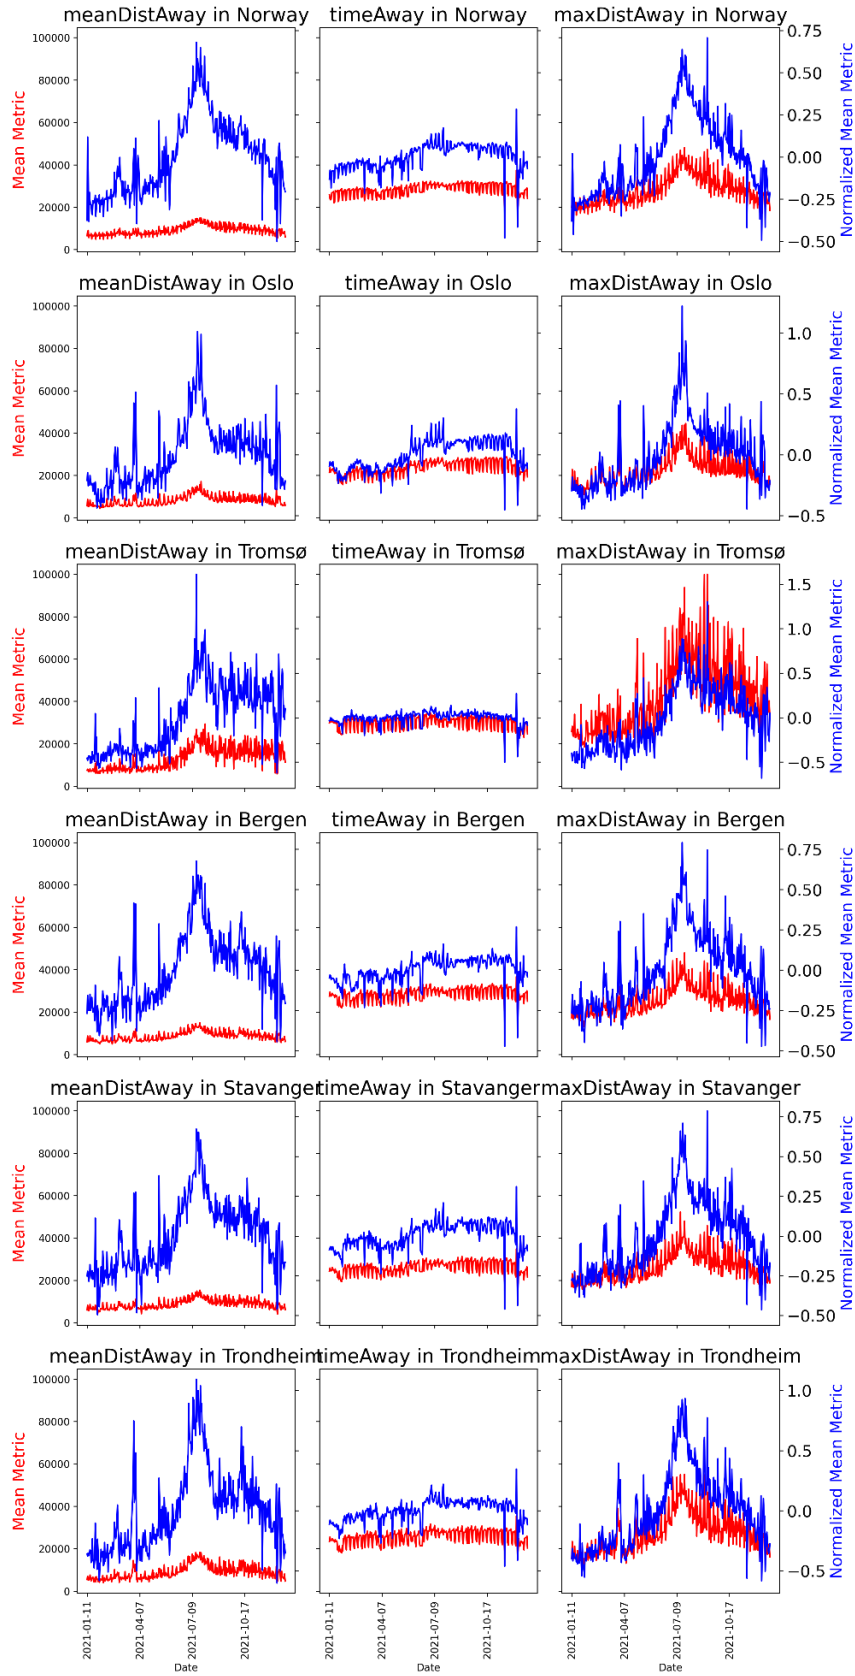 meanDistAway in Norway
timeAway in Norway
maxDistAway in Norway
Mean Metric
100000
80000
60000
40000
20000
0
0.75
0.50
0.25
0.00
−0.25
−0.50
Normalized Mean Metric
meanDistAway in Oslo
timeAway in Oslo
maxDistAway in Oslo
Mean Metric
100000
80000
60000
40000
20000
0
1.0
0.5
0.0
−0.5
Normalized Mean Metric
meanDistAway in Tromsø
timeAway in Tromsø
maxDistAway in Tromsø
Mean Metric
100000
80000
60000
40000
20000
0
1.5
1.0
0.5
0.0
−0.5
Normalized Mean Metric
meanDistAway in Bergen
timeAway in Bergen
maxDistAway in Bergen
Mean Metric
100000
80000
60000
40000
20000
0
0.75
0.50
0.25
0.00
−0.25
−0.50
Normalized Mean Metric
meanDistAway in Stavanger
timeAway in Stavanger
maxDistAway in Stavanger
Mean Metric
100000
80000
60000
40000
20000
0
0.75
0.50
0.25
0.00
−0.25
−0.50
Normalized Mean Metric
meanDistAway in Trondheim
timeAway in Trondheim
maxDistAway in Trondheim
Mean Metric
100000
80000
60000
40000
20000
0
1.0
0.5
0.0
−0.5
Normalized Mean Metric
2021-01-11
2021-04-07
2021-07-09
2021-10-17
Date
2021-01-11
2021-04-07
2021-07-09
2021-10-17
Date
2021-01-11
2021-04-07
2021-07-09
2021-10-17
Date